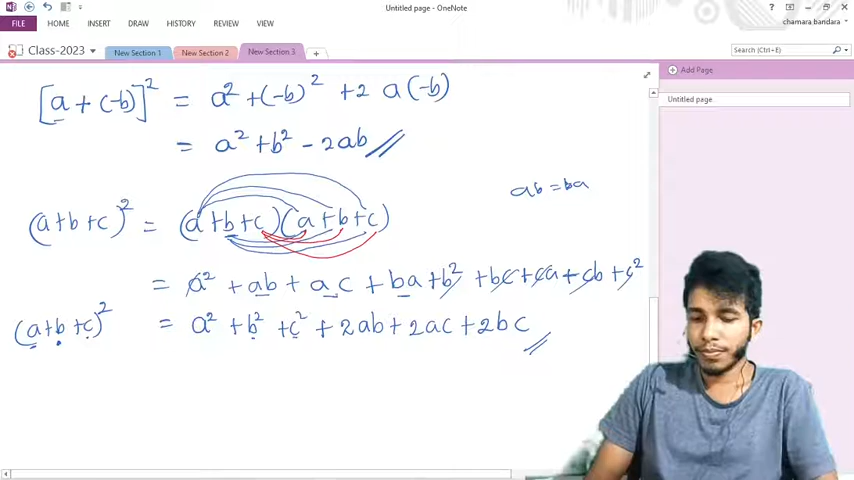 Untitled page - OneNote
FILE HOME INSERT DRAW HISTORY REVIEW VIEW
chamara bandara
Class-2023 New Section 1 New Section 2 New Section 3 +
Search (Ctrl+E)
Add Page
Untitled page
[a + (-b)]² = a² + (-b)² + 2 a(-b)
= a² + b² - 2ab //
ab = ba
(a+b+c)² = (a+b+c)(a+b+c)
= a² + ab + ac + ba + b² + bc + ca + cb + c²
(a+b+c)² = a² + b² + c² + 2ab + 2ac + 2bc //